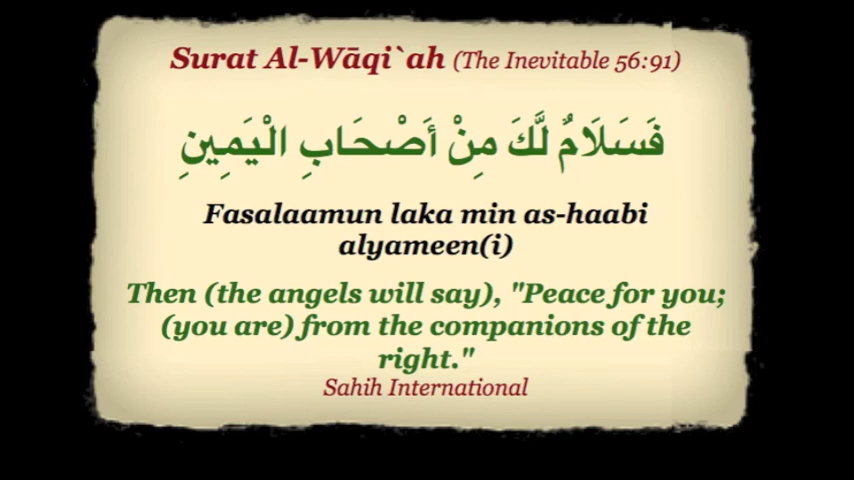 Surat Al-Wāqi`ah (The Inevitable 56:91)
فَسَلَامٌ لَّكَ مِنْ أَصْحَابِ الْيَمِينِ
Fasalaamun laka min as-haabi
alyameen(i)
Then (the angels will say), "Peace for you;
(you are) from the companions of the
right."
Sahih International